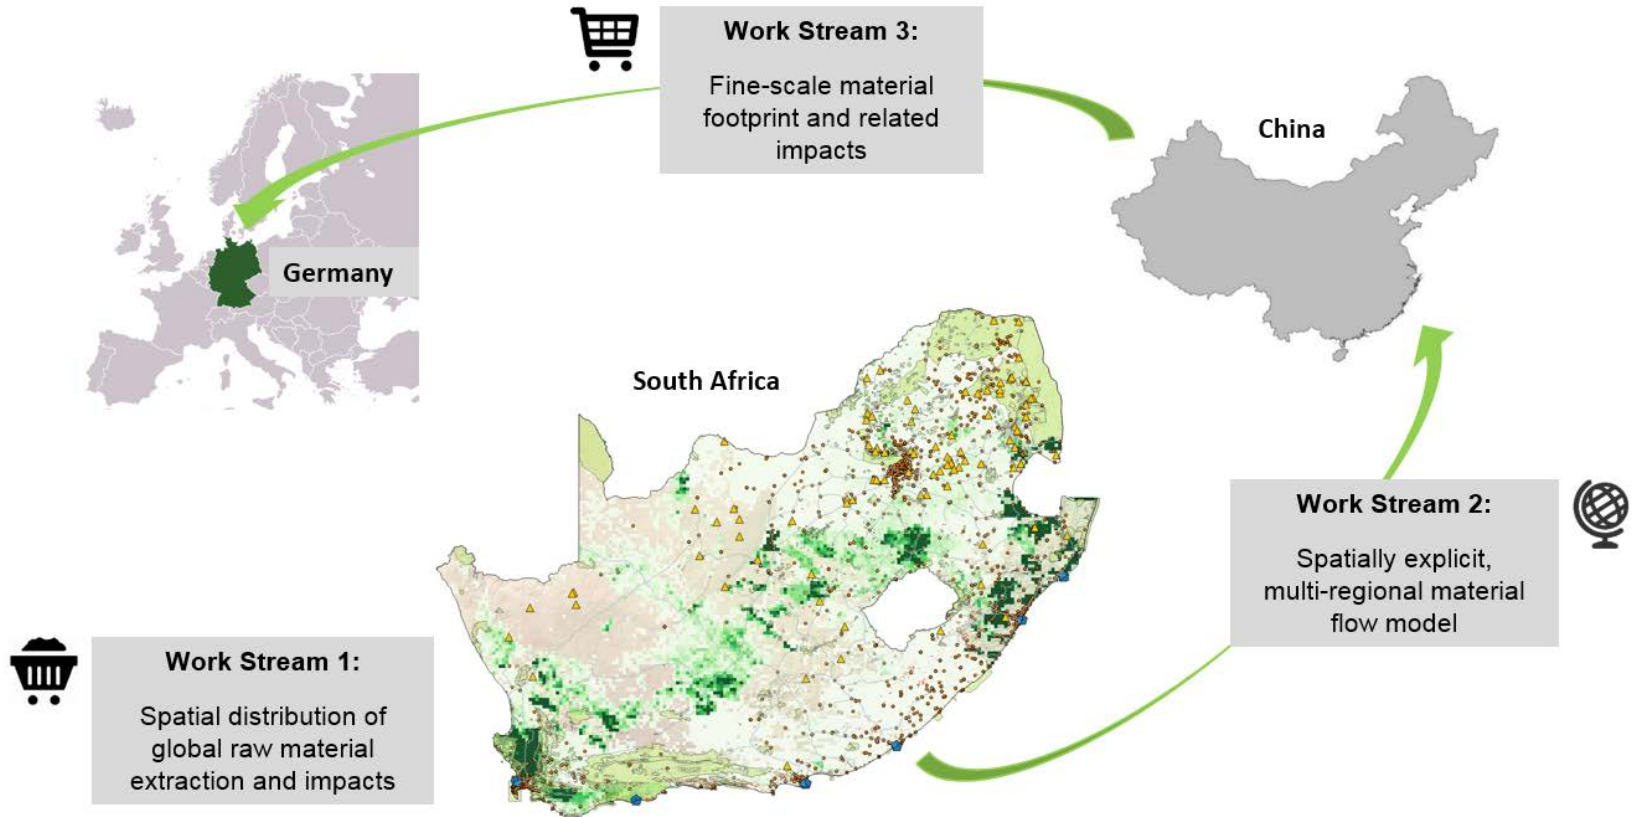 Work Stream 3:
Fine-scale material
footprint and related
impacts
China
Germany
South Africa
Work Stream 2:
Spatially explicit,
multi-regional material
flow model
Work Stream 1:
Spatial distribution of
global raw material
extraction and impacts